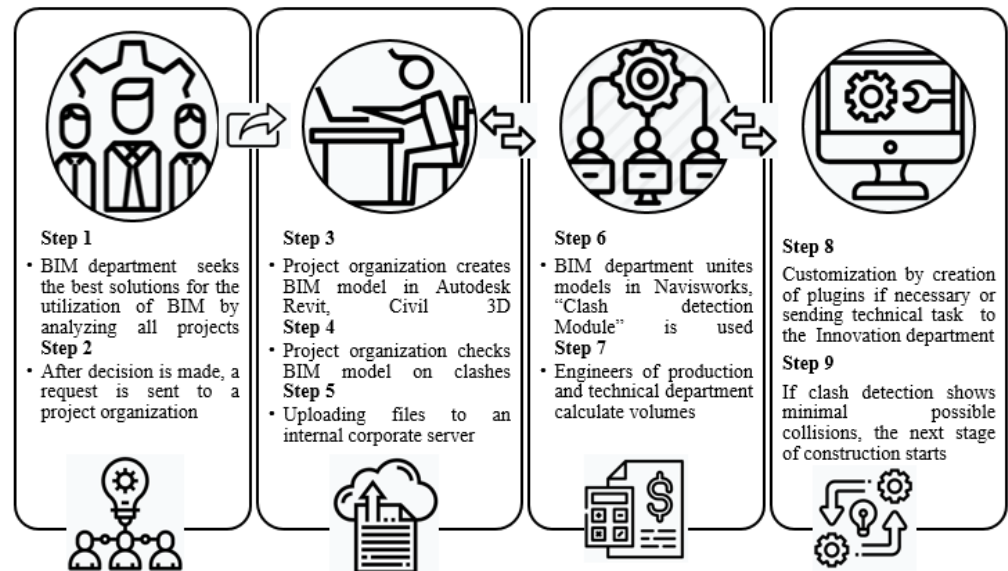 Step 1
• BIM department seeks
the best solutions for the
utilization of BIM by
analyzing all projects
Step 2
• After decision is made, a
request is sent to a
project organization
Step 3
• Project organization creates
BIM model in Autodesk
Revit, Civil 3D
Step 4
• Project organization checks
BIM model on clashes
Step 5
• Uploading files to an
internal corporate server
Step 6
• BIM department unites
models in Navisworks,
“Clash detection
Module” is used
Step 7
• Engineers of production
and technical department
calculate volumes
Step 8
Customization by creation
of plugins if necessary or
sending technical task to
the Innovation department
Step 9
If clash detection shows
minimal possible
collisions, the next stage
of construction starts